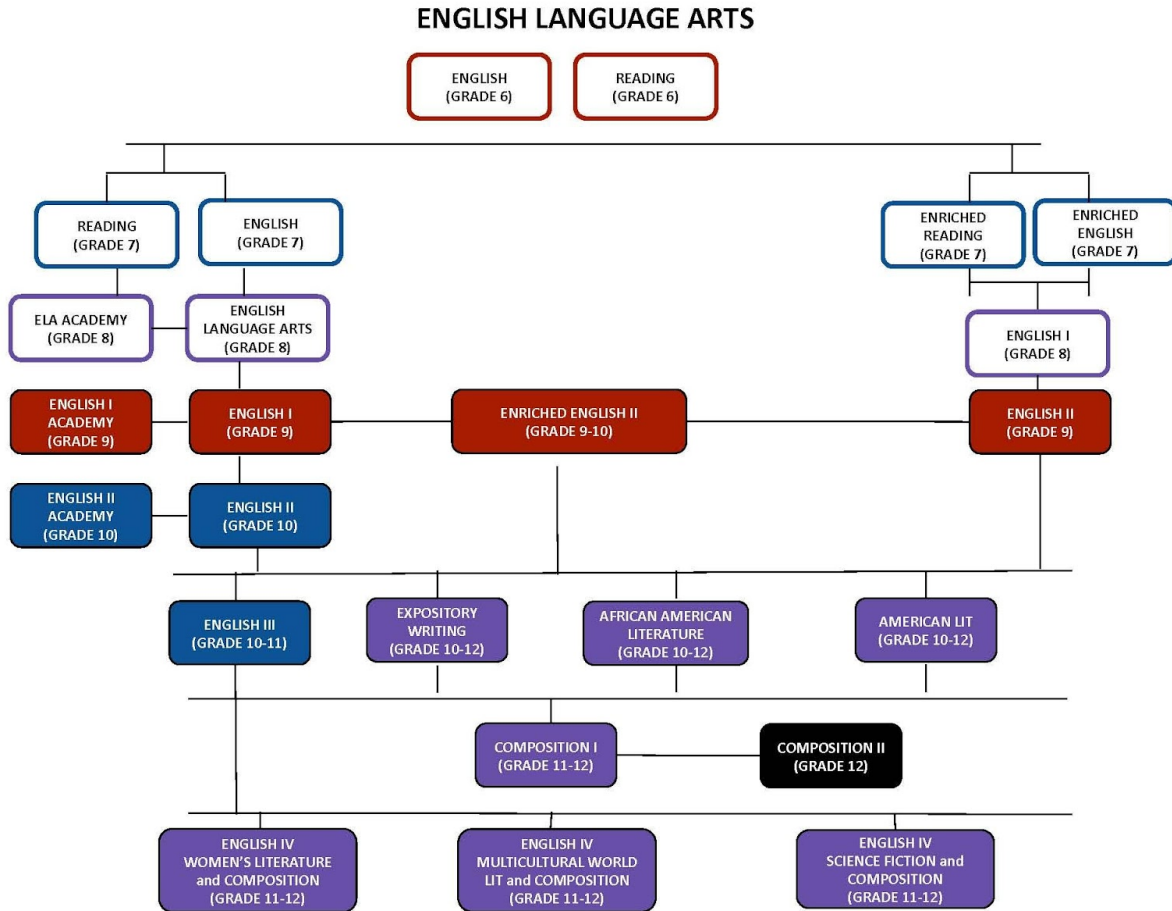 ENGLISH LANGUAGE ARTS
ENGLISH
(GRADE 6)
READING
(GRADE 6)
READING
(GRADE 7)
ENGLISH
(GRADE 7)
ENRICHED
READING
(GRADE 7)
ENRICHED
ENGLISH
(GRADE 7)
ELA ACADEMY
(GRADE 8)
ENGLISH
LANGUAGE ARTS
(GRADE 8)
ENGLISH I
(GRADE 8)
ENGLISH I
ACADEMY
(GRADE 9)
ENGLISH I
(GRADE 9)
ENRICHED ENGLISH II
(GRADE 9-10)
ENGLISH II
(GRADE 9)
ENGLISH II
ACADEMY
(GRADE 10)
ENGLISH II
(GRADE 10)
ENGLISH III
(GRADE 10-11)
EXPOSITORY
WRITING
(GRADE 10-12)
AFRICAN AMERICAN
LITERATURE
(GRADE 10-12)
AMERICAN LIT
(GRADE 10-12)
COMPOSITION I
(GRADE 11-12)
COMPOSITION II
(GRADE 12)
ENGLISH IV
WOMEN'S LITERATURE
and COMPOSITION
(GRADE 11-12)
ENGLISH IV
MULTICULTURAL WORLD
LIT and COMPOSITION
(GRADE 11-12)
ENGLISH IV
SCIENCE FICTION and
COMPOSITION
(GRADE 11-12)